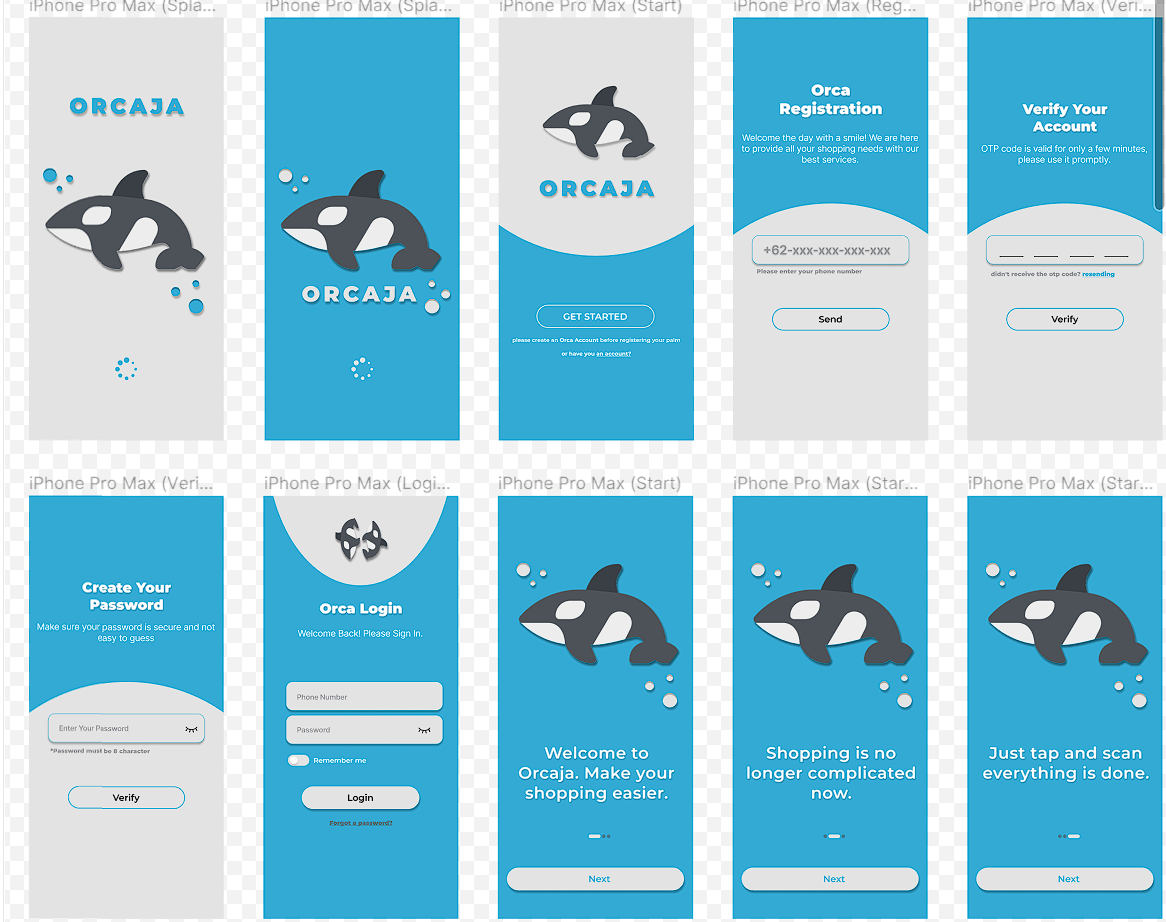 iPhone Pro Max (Spla...
iPhone Pro Max (Spla...
iPhone Pro Max (Start)
iPhone Pro Max (Reg...
iPhone Pro Max (Veri...
ORCAJA
ORCAJA
ORCAJA
GET STARTED
please create an Orca Account before registering your palm
or have you an account?
Orca
Registration
Welcome the day with a smile! We are here
to provide all your shopping needs with our
best services.
+62-xxx-xxx-xxx-xxx
Please enter your phone number
Send
Verify Your
Account
OTP code is valid for only a few minutes,
please use it promptly.
didn't receive the otp code? resending
Verify
iPhone Pro Max (Veri...
iPhone Pro Max (Logi...
iPhone Pro Max (Start)
iPhone Pro Max (Star...
iPhone Pro Max (Star...
Create Your
Password
Make sure your password is secure and not
easy to guess
Enter Your Password
*Password must be 8 character
Verify
Orca Login
Welcome Back! Please Sign In.
Phone Number
Password
Remember me
Login
Forgot a password?
Welcome to
Orcaja. Make your
shopping easier.
Next
Shopping is no
longer complicated
now.
Next
Just tap and scan
everything is done.
Next